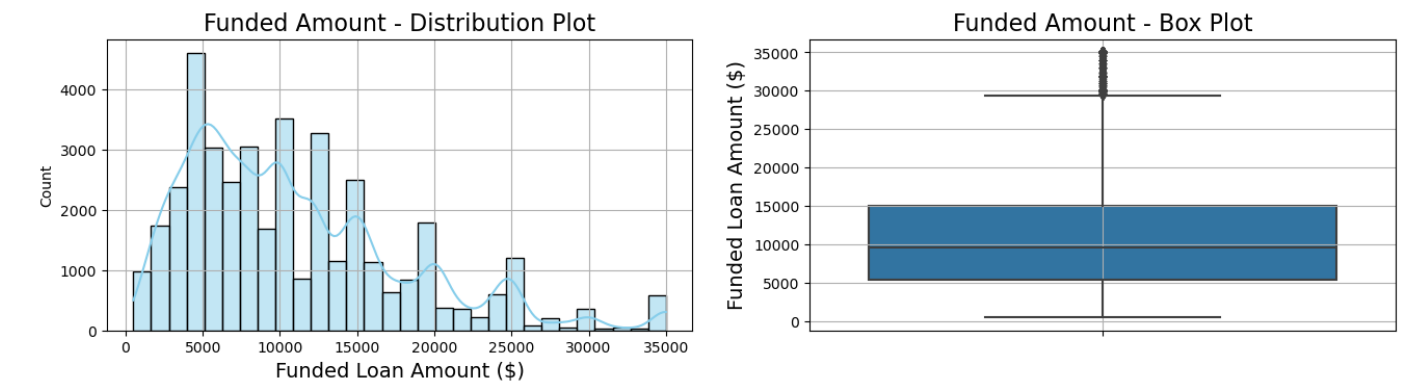 Funded Amount - Distribution Plot
Count
4000
3000
2000
1000
0
0 5000 10000 15000 20000 25000 30000 35000
Funded Loan Amount ($)
Funded Amount - Box Plot
Funded Loan Amount ($)
35000
30000
25000
20000
15000
10000
5000
0